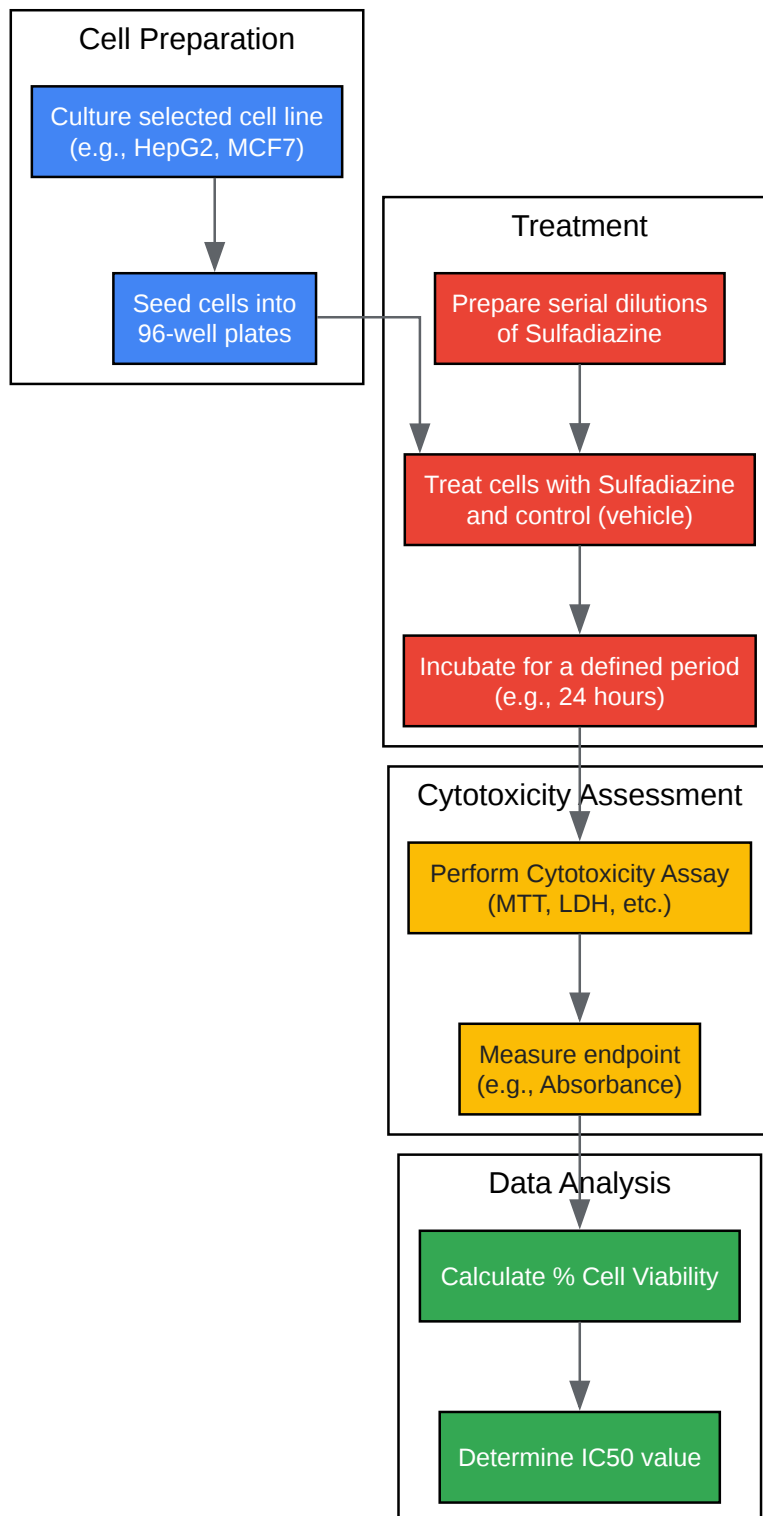 Cell Preparation
Culture selected cell line
(e.g., HepG2, MCF7)
Seed cells into
96-well plates
Treatment
Prepare serial dilutions
of Sulfadiazine
Treat cells with Sulfadiazine
and control (vehicle)
Incubate for a defined period
(e.g., 24 hours)
Cytotoxicity Assessment
Perform Cytotoxicity Assay
(MTT, LDH, etc.)
Measure endpoint
(e.g., Absorbance)
Data Analysis
Calculate % Cell Viability
Determine IC50 value